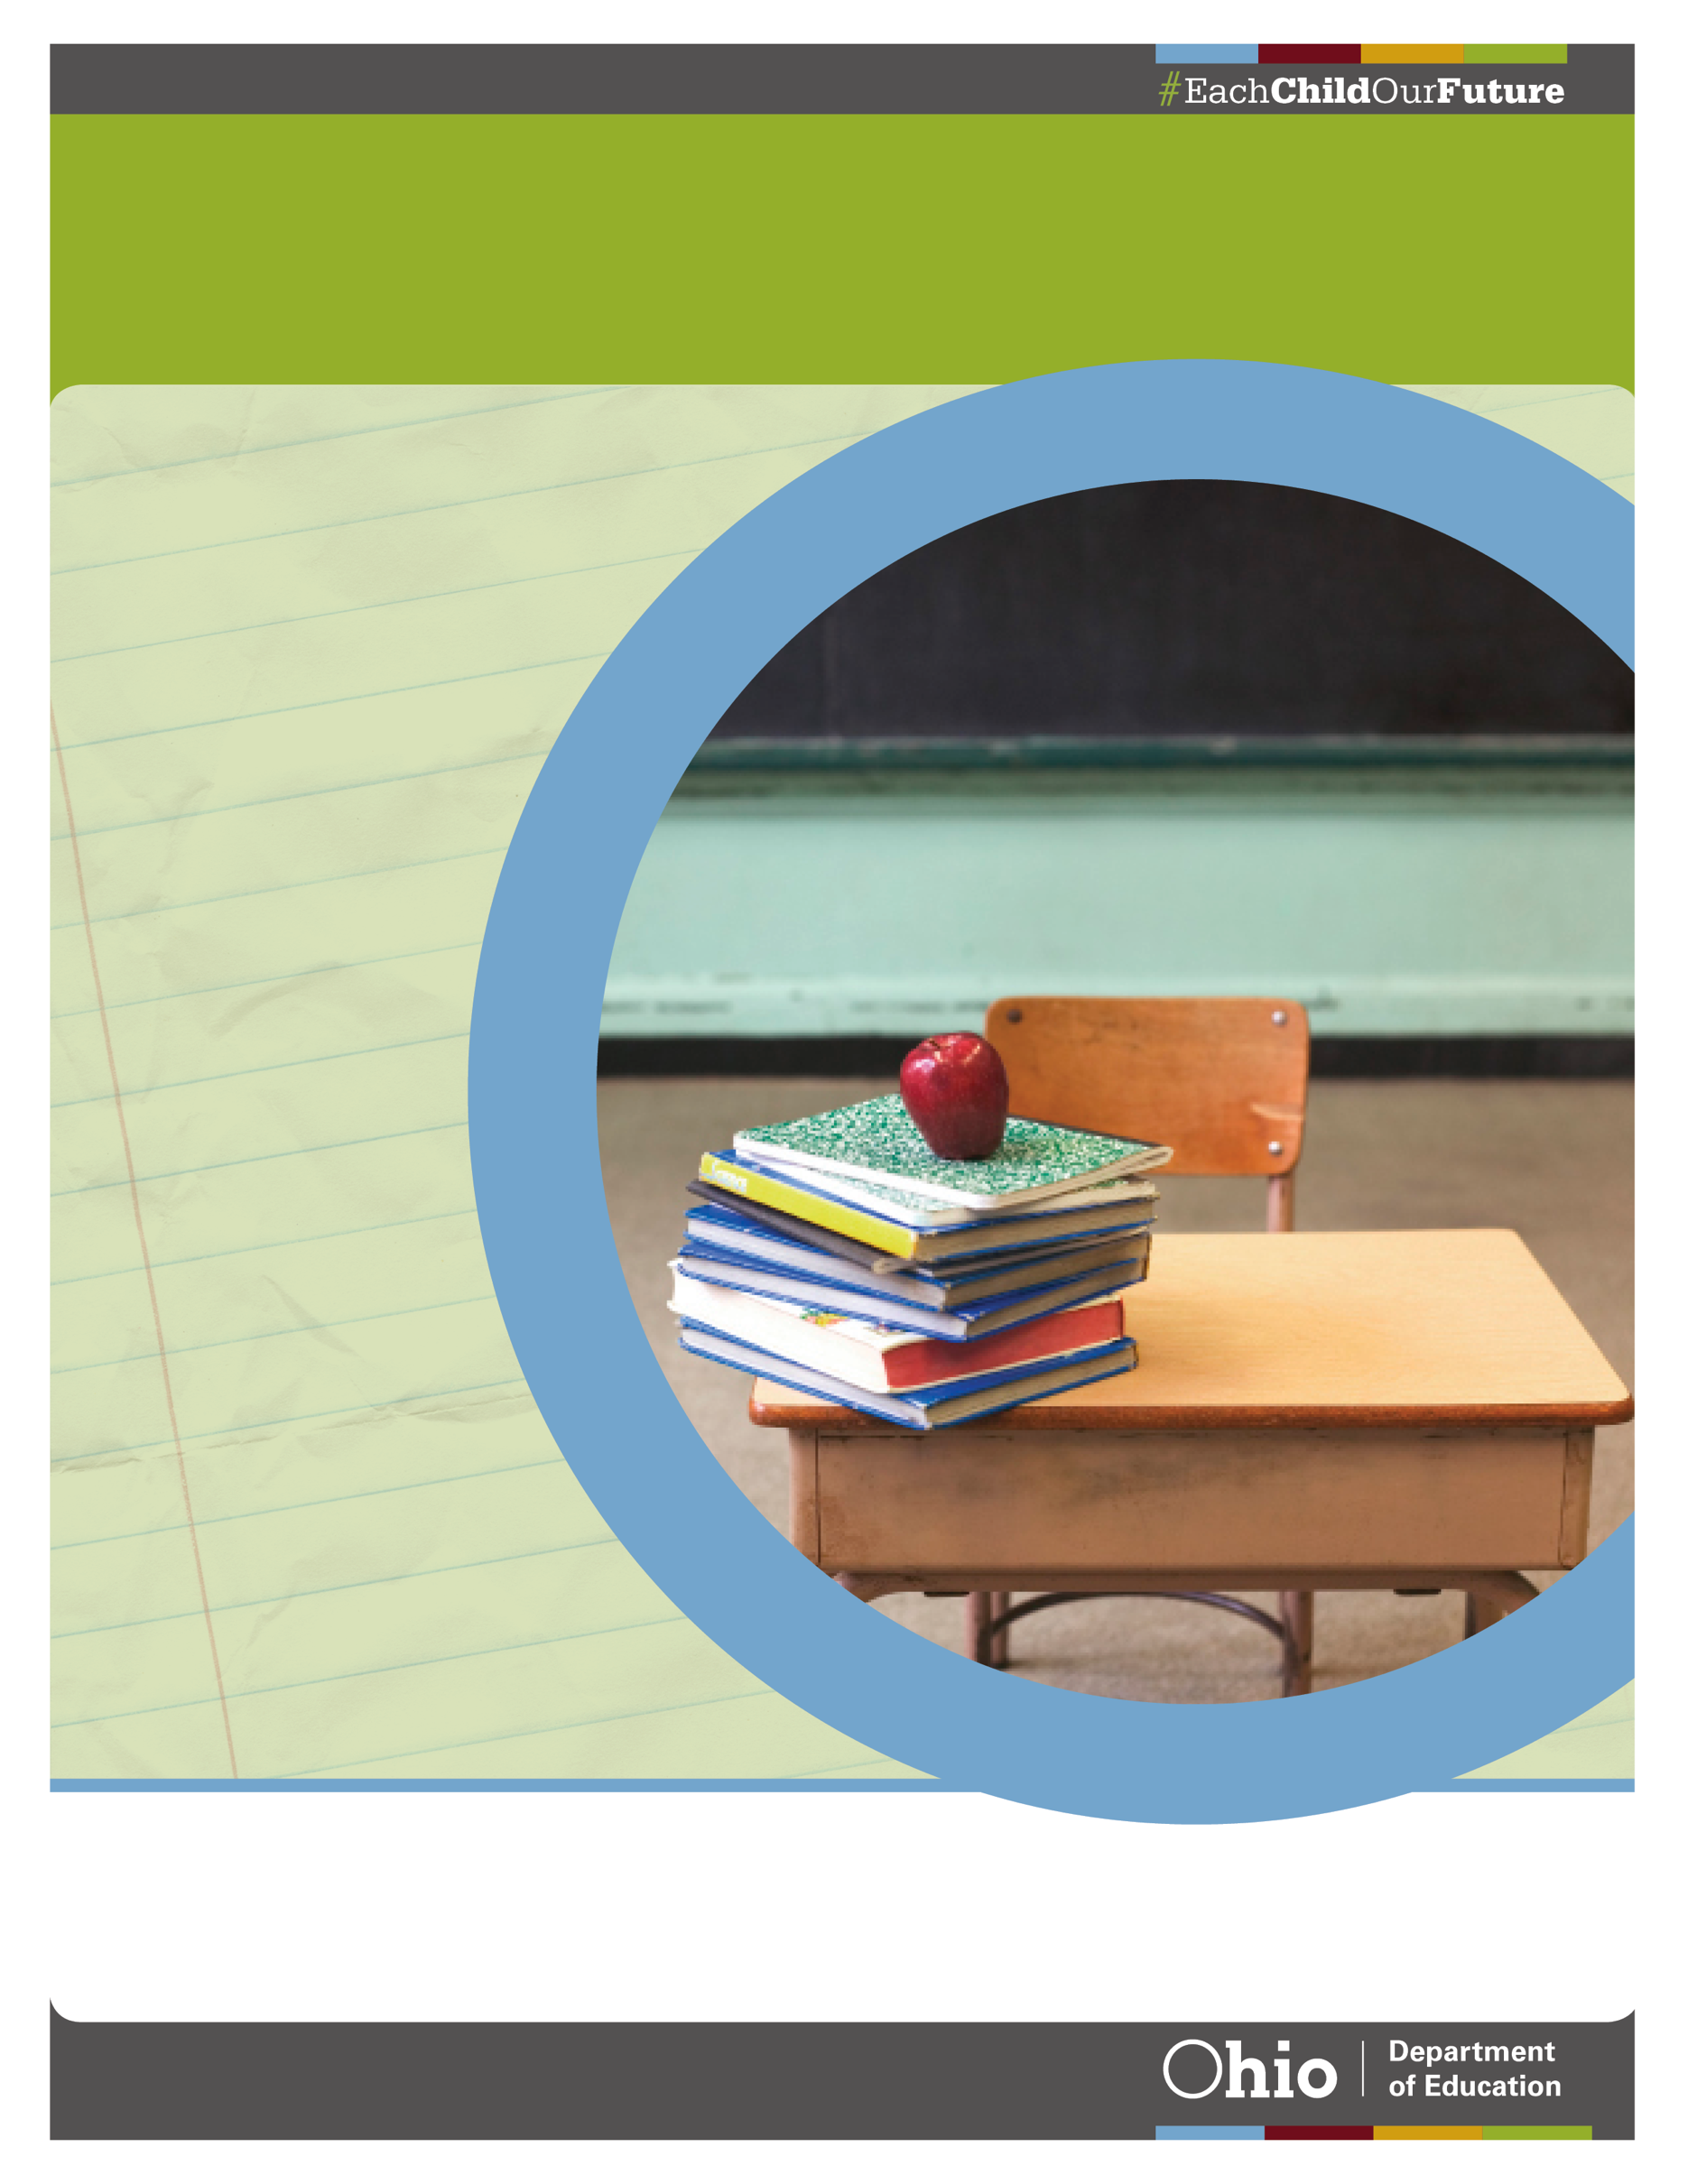 #EachChildOurFuture
Ohio
Department
of Education